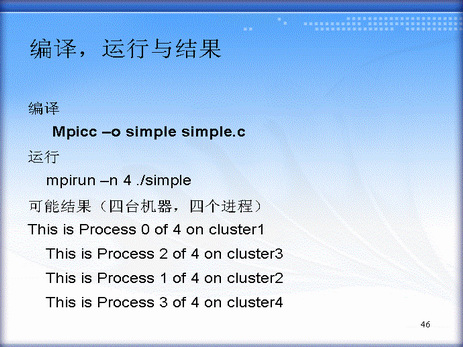 编译，运行与结果
编译
Mpicc –o simple simple.c
运行
mpirun –n 4 ./simple
可能结果（四台机器，四个进程）
This is Process 0 of 4 on cluster1
This is Process 2 of 4 on cluster3
This is Process 1 of 4 on cluster2
This is Process 3 of 4 on cluster4
46